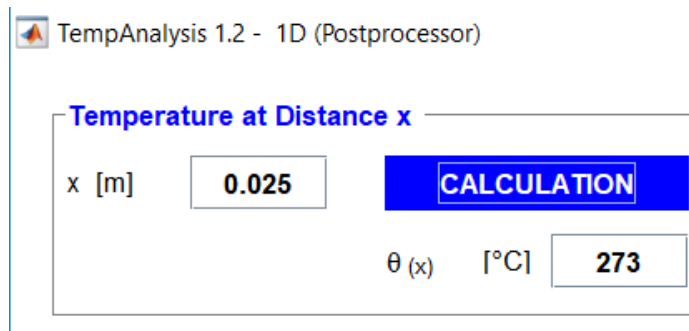 TempAnalysis 1.2 - 1D (Postprocessor)
Temperature at Distance x
x [m] 0.025 CALCULATION
θ (x) [°C] 273